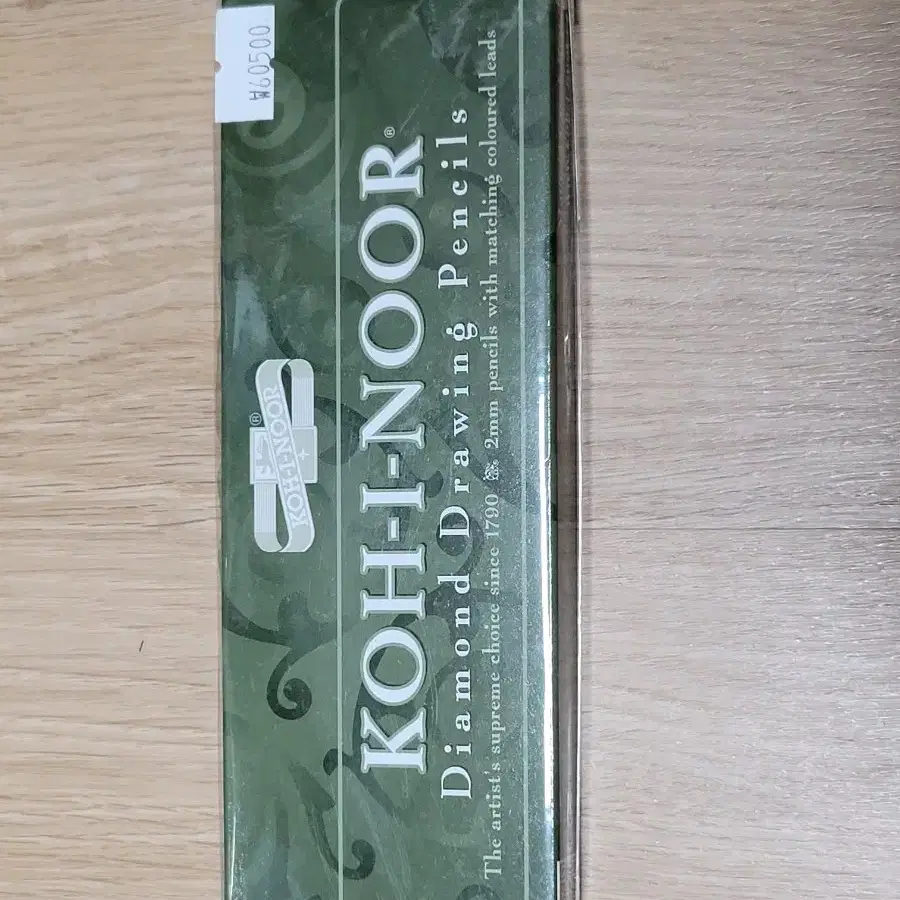 ₩60500
KOH-I-NOOR®
KOH-I-NOOR®
Diamond Drawing Pencils
The artist's supreme choice since 1790 2mm pencils with matching coloured leads